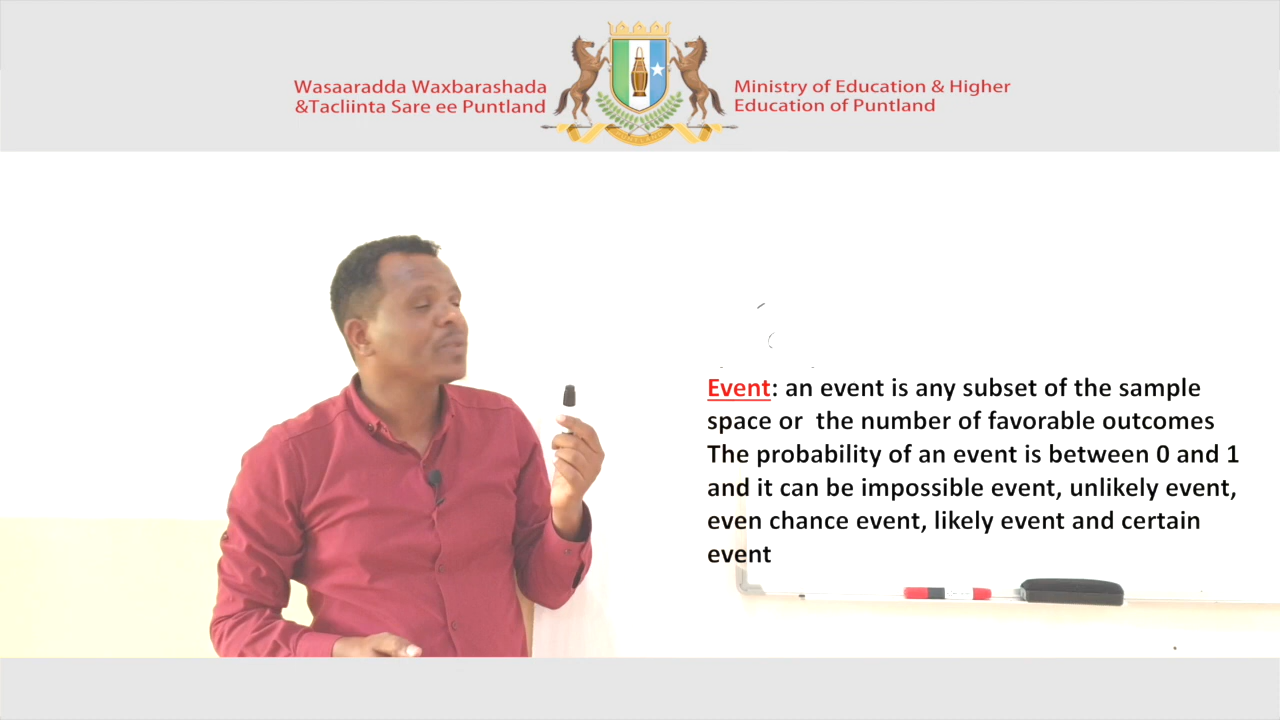 Wasaaradda Waxbarashada
&Tacliinta Sare ee Puntland
Ministry of Education & Higher
Education of Puntland
Event: an event is any subset of the sample
space or  the number of favorable outcomes
The probability of an event is between 0 and 1
and it can be impossible event, unlikely event,
even chance event, likely event and certain
event